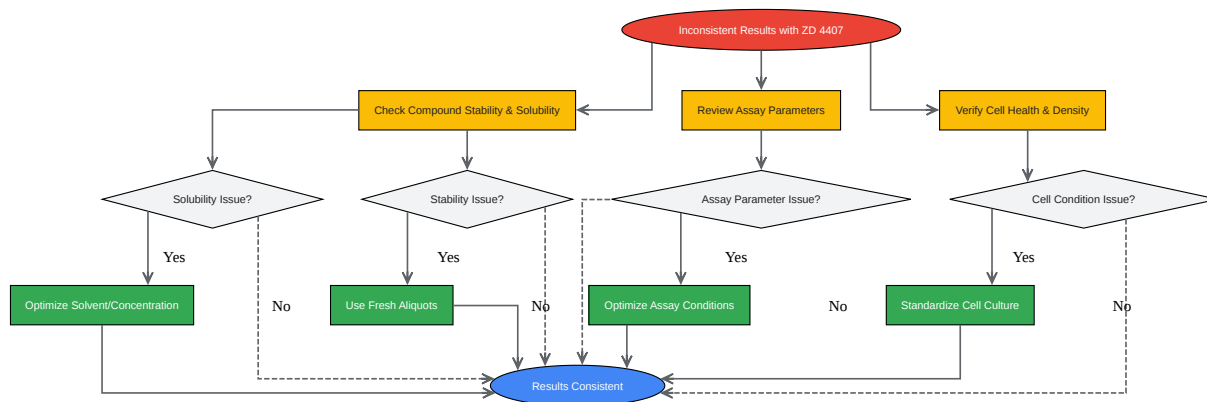 Inconsistent Results with ZD 4407
Check Compound Stability & Solubility
Review Assay Parameters
Verify Cell Health & Density
Solubility Issue?
Stability Issue?
Assay Parameter Issue?
Cell Condition Issue?
Yes
Yes
Yes
Yes
Optimize Solvent/Concentration
No
Use Fresh Aliquots
No
Optimize Assay Conditions
No
Standardize Cell Culture
No
Results Consistent